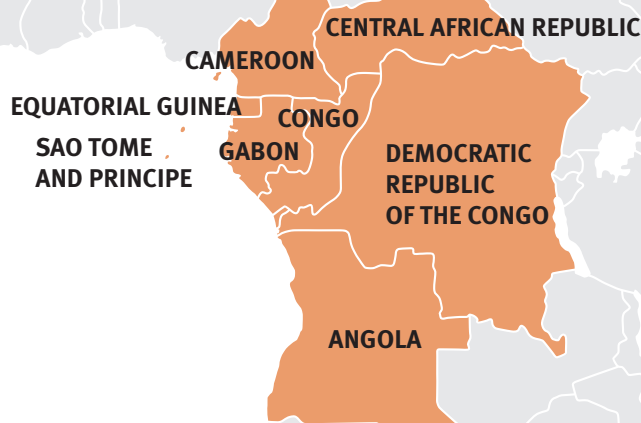 CENTRAL AFRICAN REPUBLIC
CAMEROON
EQUATORIAL GUINEA
CONGO
SAO TOME
AND PRINCIPE
GABON
DEMOCRATIC
REPUBLIC
OF THE CONGO
ANGOLA